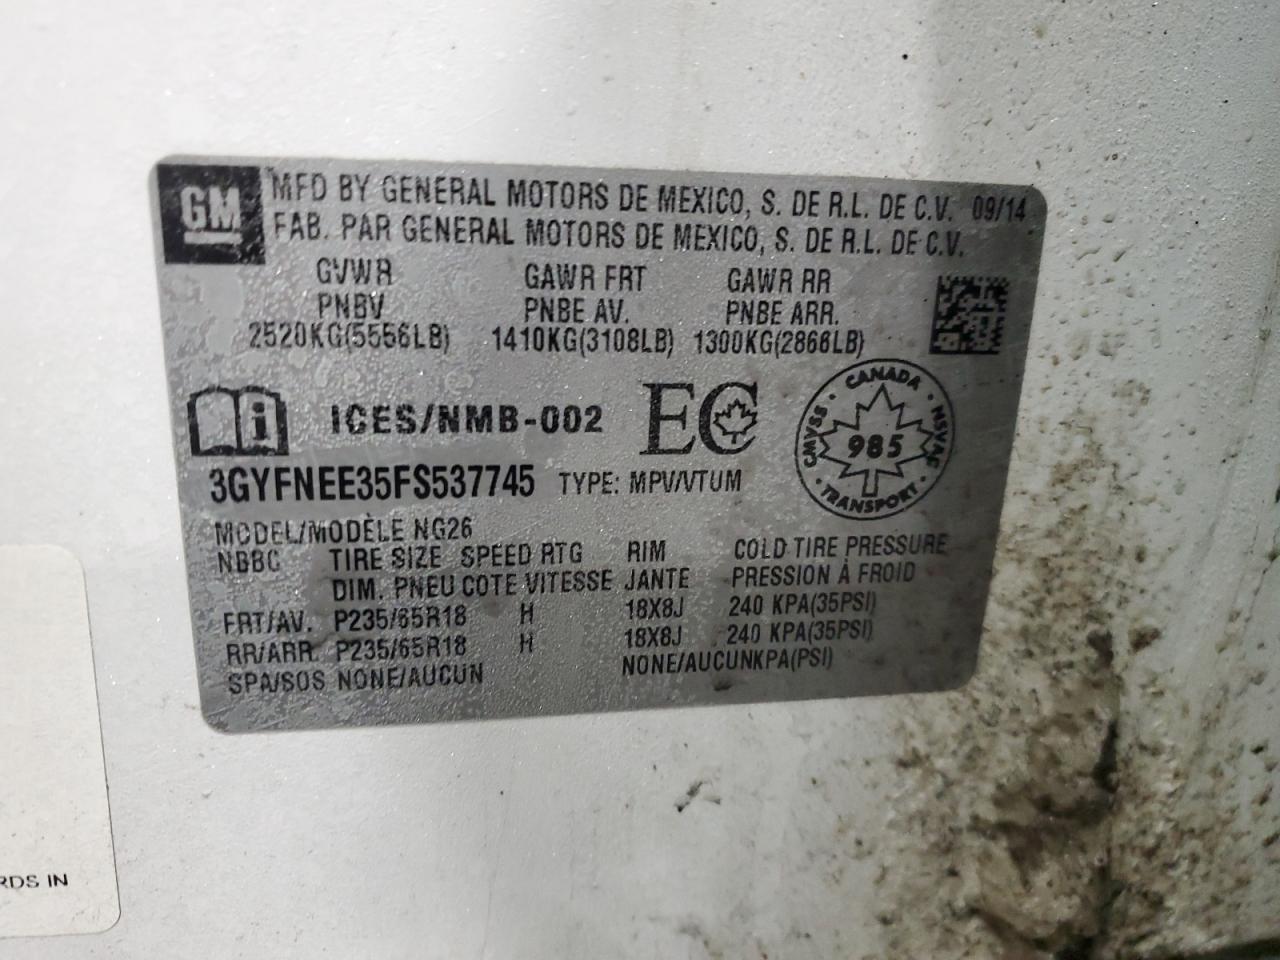 GM
MFD BY GENERAL MOTORS DE MEXICO, S. DE R.L. DE C.V. 09/14
FAB. PAR GENERAL MOTORS DE MEXICO, S. DE R.L. DE C.V.
GVWR GAWR FRT GAWR RR
PNBV PNBE AV. PNBE ARR.
2520KG(5556LB) 1410KG(3108LB) 1300KG(2866LB)
i ICES/NMB-002 EC
CANADA
CMVSS 985 NSVAC
TRANSPORT
3GYFNEE35FS537745 TYPE: MPV/VTUM
MODEL/MODÈLE NG26
NBBC TIRE SIZE SPEED RTG RIM COLD TIRE PRESSURE
DIM. PNEU COTE VITESSE JANTE PRESSION À FROID
FRT/AV. P235/65R18 H 18X8J 240 KPA(35PSI)
RR/ARR. P235/65R18 H 18X8J 240 KPA(35PSI)
SPA/SOS NONE/AUCUN NONE/AUCUNKPA(PSI)
RDS IN